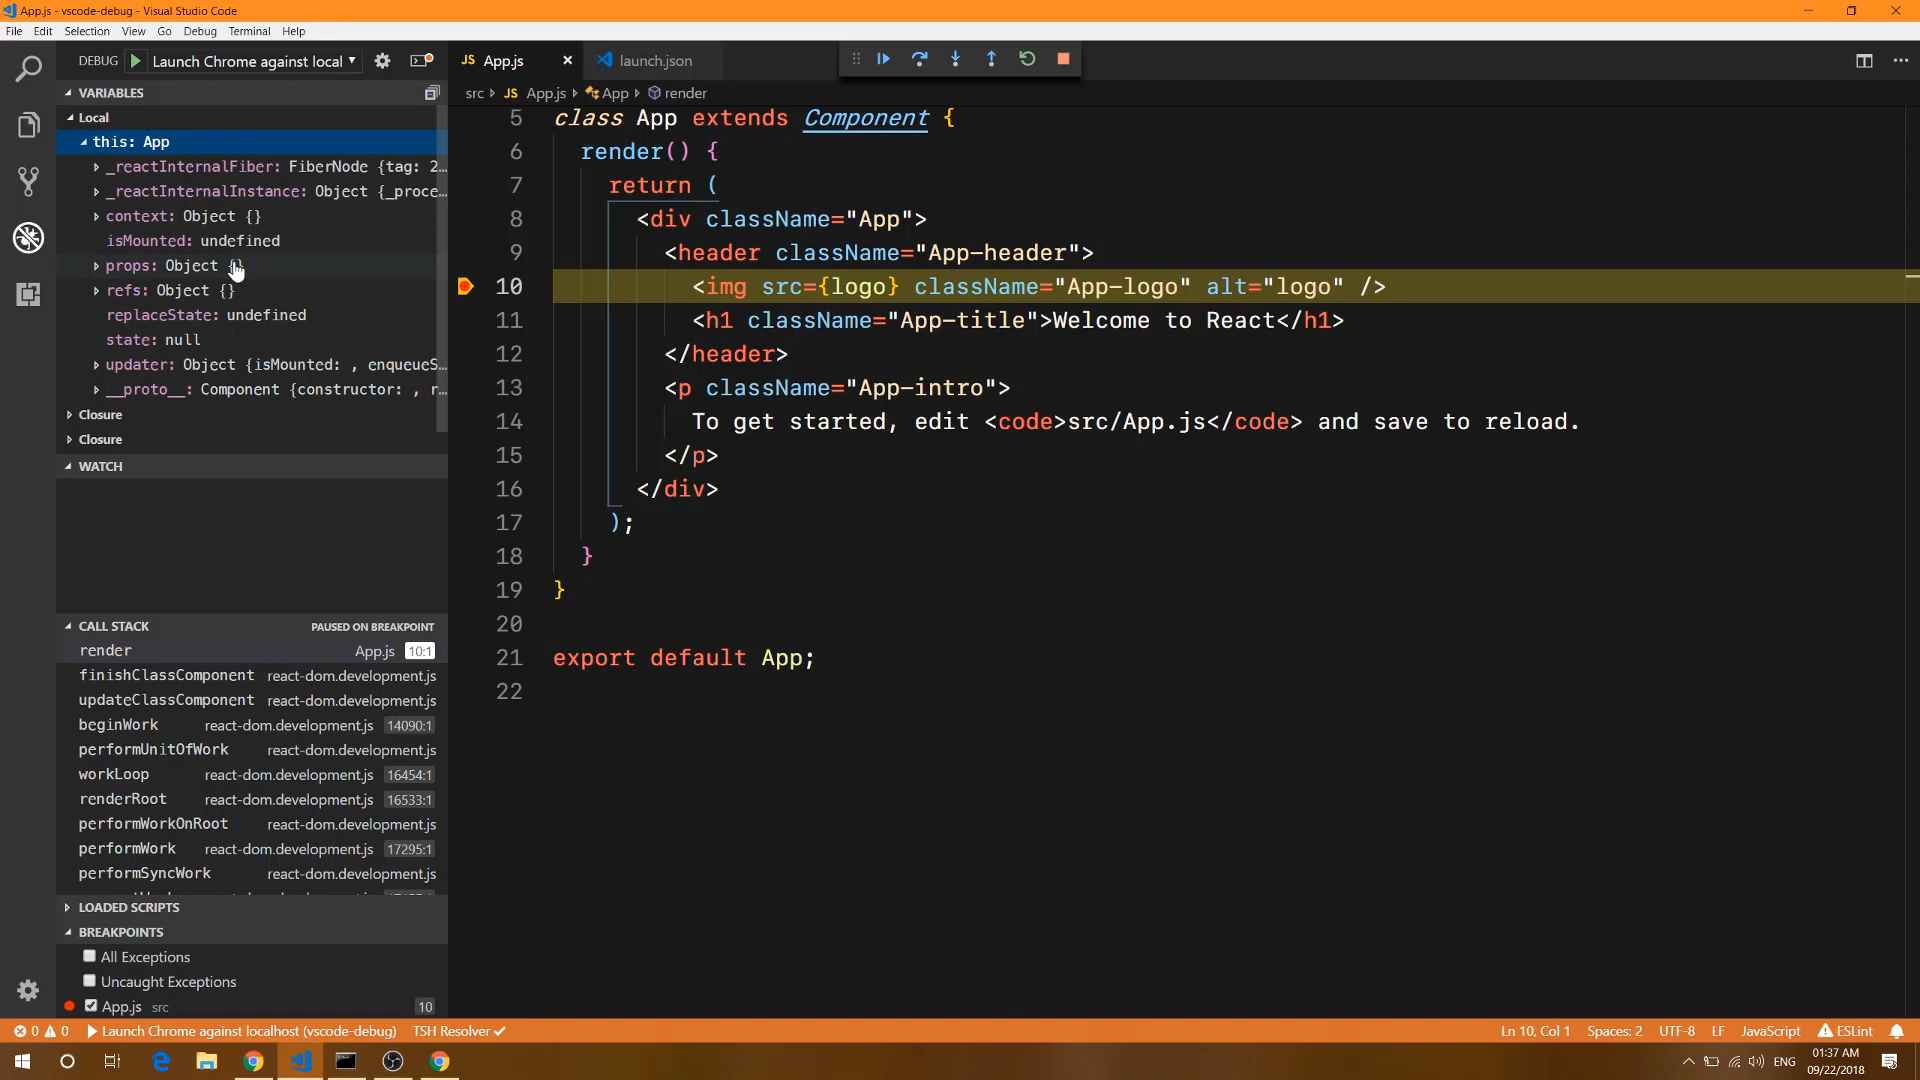 App.js - vscode-debug - Visual Studio Code
File Edit Selection View Go Debug Terminal Help
DEBUG Launch Chrome against local
JS App.js
launch.json
VARIABLES
src JS App.js App render
Local
this: App
_reactInternalFiber: FiberNode {tag: 2…
_reactInternalInstance: Object {_proce…
context: Object {}
isMounted: undefined
props: Object {}
refs: Object {}
replaceState: undefined
state: null
updater: Object {isMounted: , enqueueS…
__proto__: Component {constructor: , r…
Closure
Closure
WATCH
CALL STACK PAUSED ON BREAKPOINT
render App.js 10:1
finishClassComponent react-dom.development.js
updateClassComponent react-dom.development.js
beginWork react-dom.development.js 14090:1
performUnitOfWork react-dom.development.js
workLoop react-dom.development.js 16454:1
renderRoot react-dom.development.js 16533:1
performWorkOnRoot react-dom.development.js
performWork react-dom.development.js 17295:1
performSyncWork react-dom.development.js
LOADED SCRIPTS
BREAKPOINTS
All Exceptions
Uncaught Exceptions
App.js src 10
5 class App extends Component {
6 render() {
7 return (
8 <div className="App">
9 <header className="App-header">
10 <img src={logo} className="App-logo" alt="logo" />
11 <h1 className="App-title">Welcome to React</h1>
12 </header>
13 <p className="App-intro">
14 To get started, edit <code>src/App.js</code> and save to reload.
15 </p>
16 </div>
17 );
18 }
19 }
20
21 export default App;
22
0 0 Launch Chrome against localhost (vscode-debug) TSH Resolver
Ln 10, Col 1 Spaces: 2 UTF-8 LF JavaScript ESLint
ENG
01:37 AM
09/22/2018